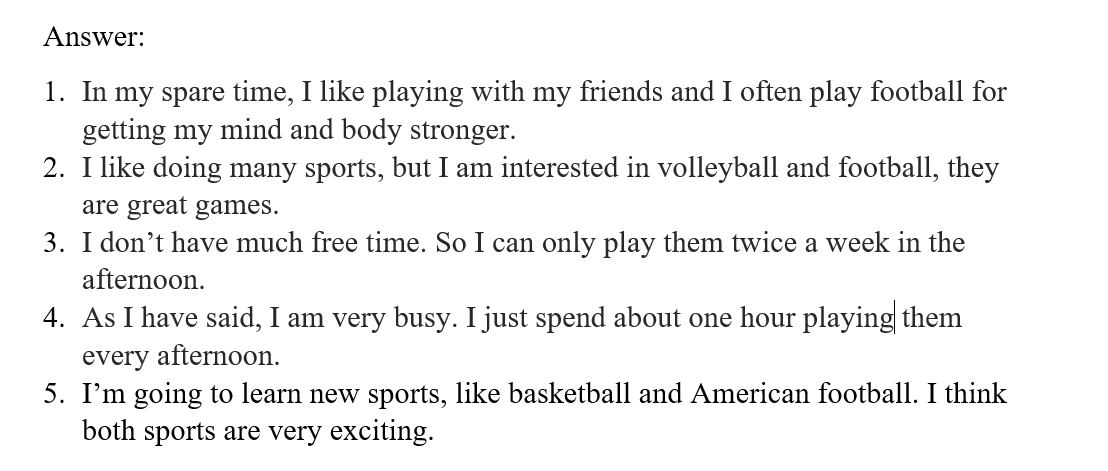 Answer:
1. In my spare time, I like playing with my friends and I often play football for
getting my mind and body stronger.
2. I like doing many sports, but I am interested in volleyball and football, they
are great games.
3. I don’t have much free time. So I can only play them twice a week in the
afternoon.
4. As I have said, I am very busy. I just spend about one hour playing them
every afternoon.
5. I’m going to learn new sports, like basketball and American football. I think
both sports are very exciting.